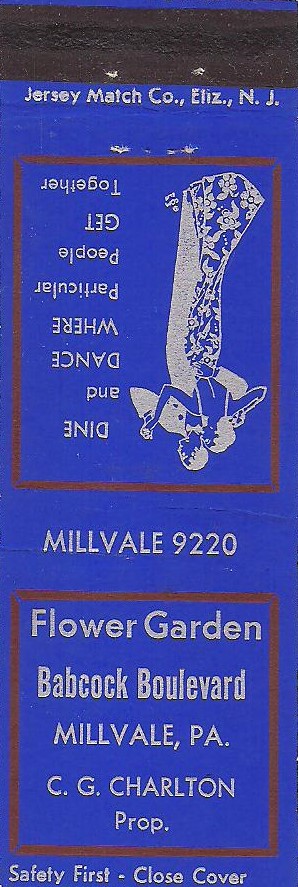 Jersey Match Co., Eliz., N. J.
DINE
and
DANCE
WHERE
Particular
People
GET
Together
MILLVALE 9220
Flower Garden
Babcock Boulevard
MILLVALE, PA.
C. G. CHARLTON
Prop.
Safety First - Close Cover